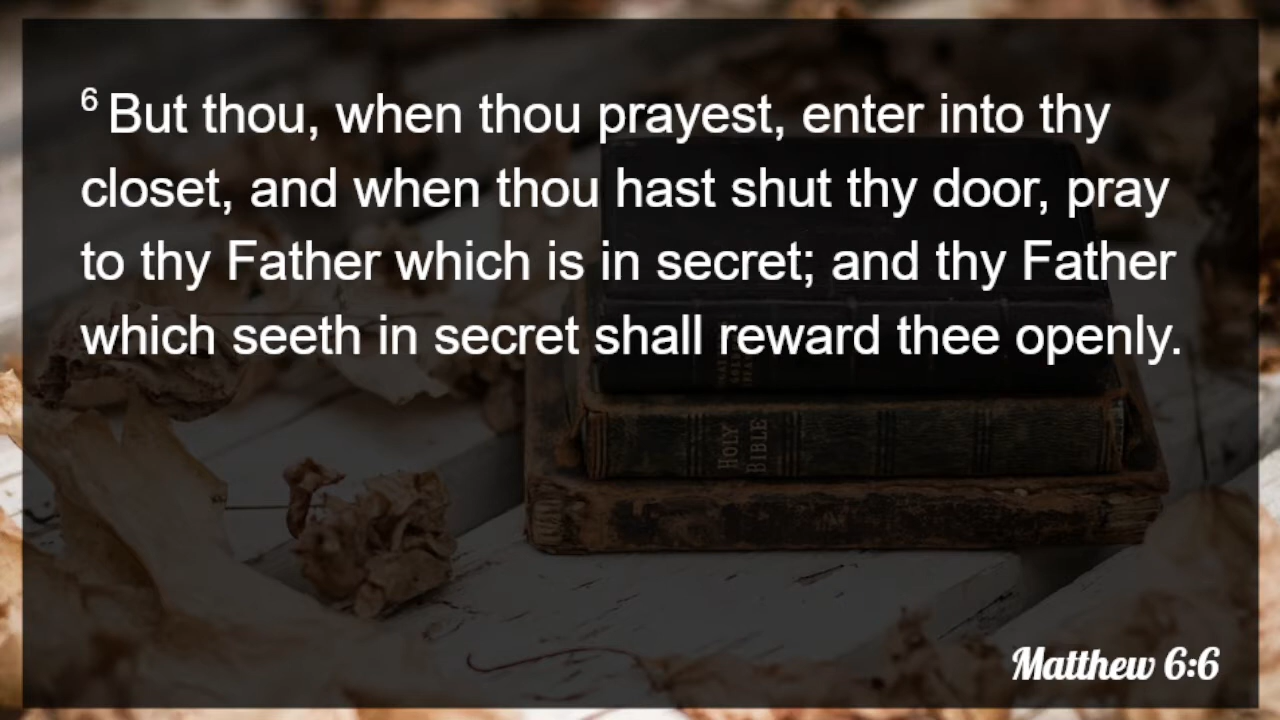 6 But thou, when thou prayest, enter into thy
closet, and when thou hast shut thy door, pray
to thy Father which is in secret; and thy Father
which seeth in secret shall reward thee openly.
HOLY
BIBLE
Matthew 6:6